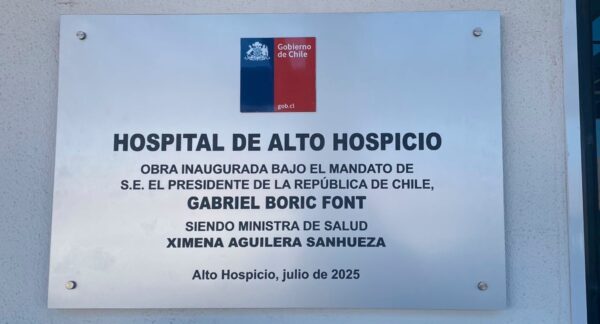 Gobierno
de Chile
gob.cl
HOSPITAL DE ALTO HOSPICIO
OBRA INAUGURADA BAJO EL MANDATO DE
S.E. EL PRESIDENTE DE LA REPÚBLICA DE CHILE,
GABRIEL BORIC FONT
SIENDO MINISTRA DE SALUD
XIMENA AGUILERA SANHUEZA
Alto Hospicio, julio de 2025